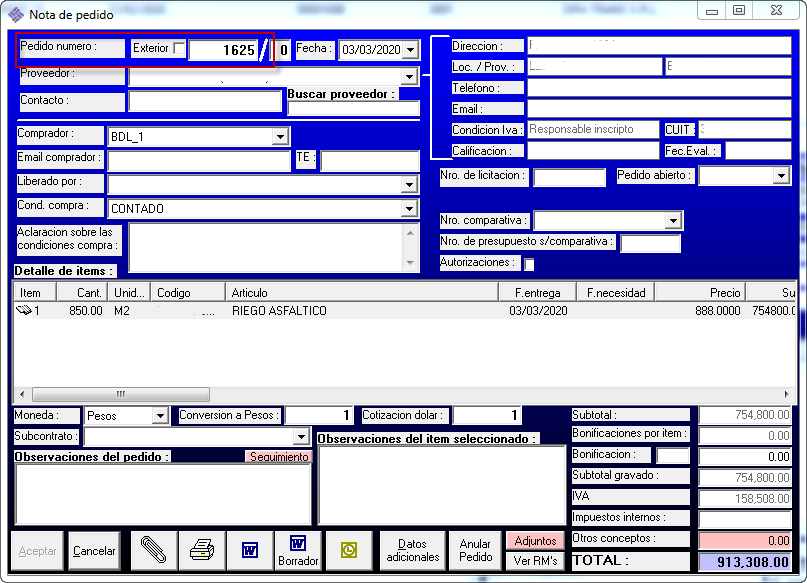 Nota de pedido
Pedido numero : Exterior 1625 / 0 Fecha : 03/03/2020
Proveedor :
Contacto : Buscar proveedor :
Direccion :
Loc. / Prov. : E
Telefono :
Email :
Condicion Iva : Responsable inscripto CUIT : 3
Calificacion : Fec.Eval. :
Comprador : BDL_1
Email comprador : TE :
Liberado por :
Cond. compra : CONTADO
Aclaracion sobre las
condiciones compra :
Nro. de licitacion : Pedido abierto :
Nro. comparativa :
Nro. de presupuesto s/comparativa :
Autorizaciones :
Detalle de items :
Item Cant. Unid... Codigo Articulo F.entrega F.necesidad Precio Su
1 850.00 M2 RIEGO ASFALTICO 03/03/2020 888.0000 754800.0
Moneda : Pesos Conversion a Pesos : 1 Cotizacion dolar : 1
Subcontrato :
Observaciones del pedido : Seguimiento
Observaciones del item seleccionado :
Subtotal : 754,800.00
Bonificaciones por item : 0.00
Bonificacion : 0.00
Subtotal gravado : 754,800.00
IVA 158,508.00
Impuestos internos :
Otros conceptos : 0.00
TOTAL : 913,308.00
Aceptar Cancelar Borrador
Datos
adicionales
Anular
Pedido
Adjuntos
Ver RM's